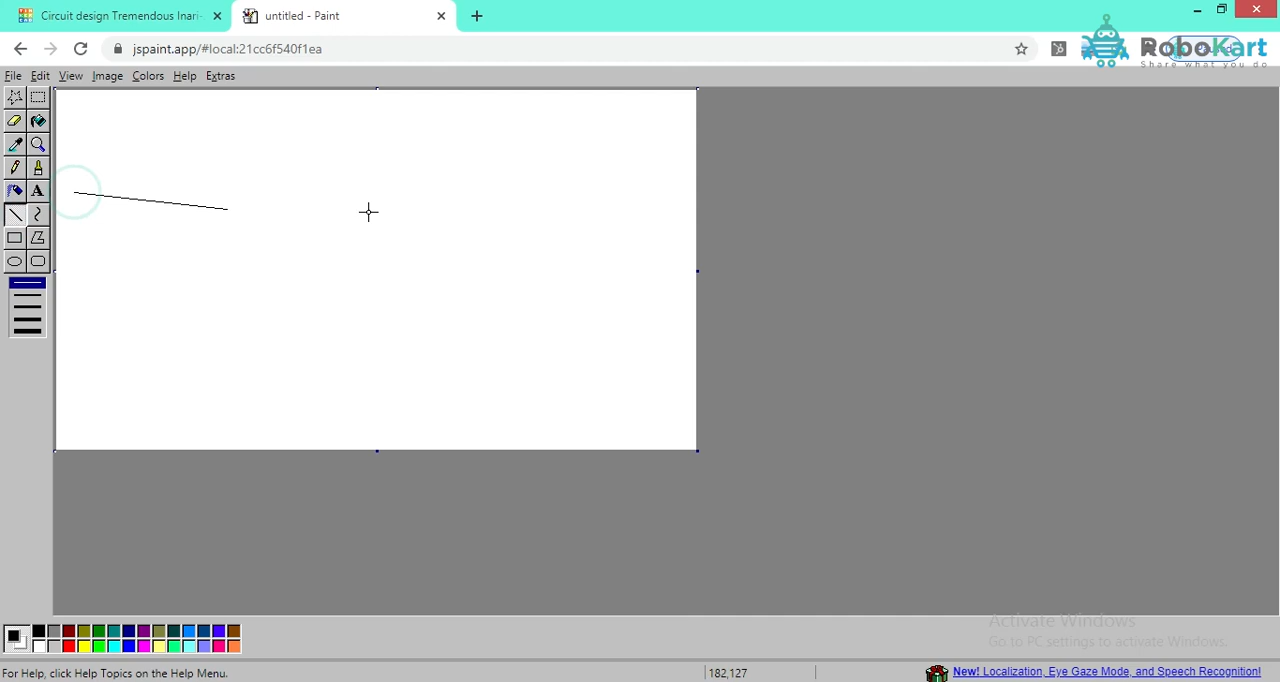 Circuit design Tremendous Inari-
untitled - Paint
jspaint.app/#local:21cc6f540f1ea
RoboKart
Share what you do
File Edit View Image Colors Help Extras
A
Activate Windows
Go to PC settings to activate Windows.
For Help, click Help Topics on the Help Menu.
182,127
New! Localization, Eye Gaze Mode, and Speech Recognition!